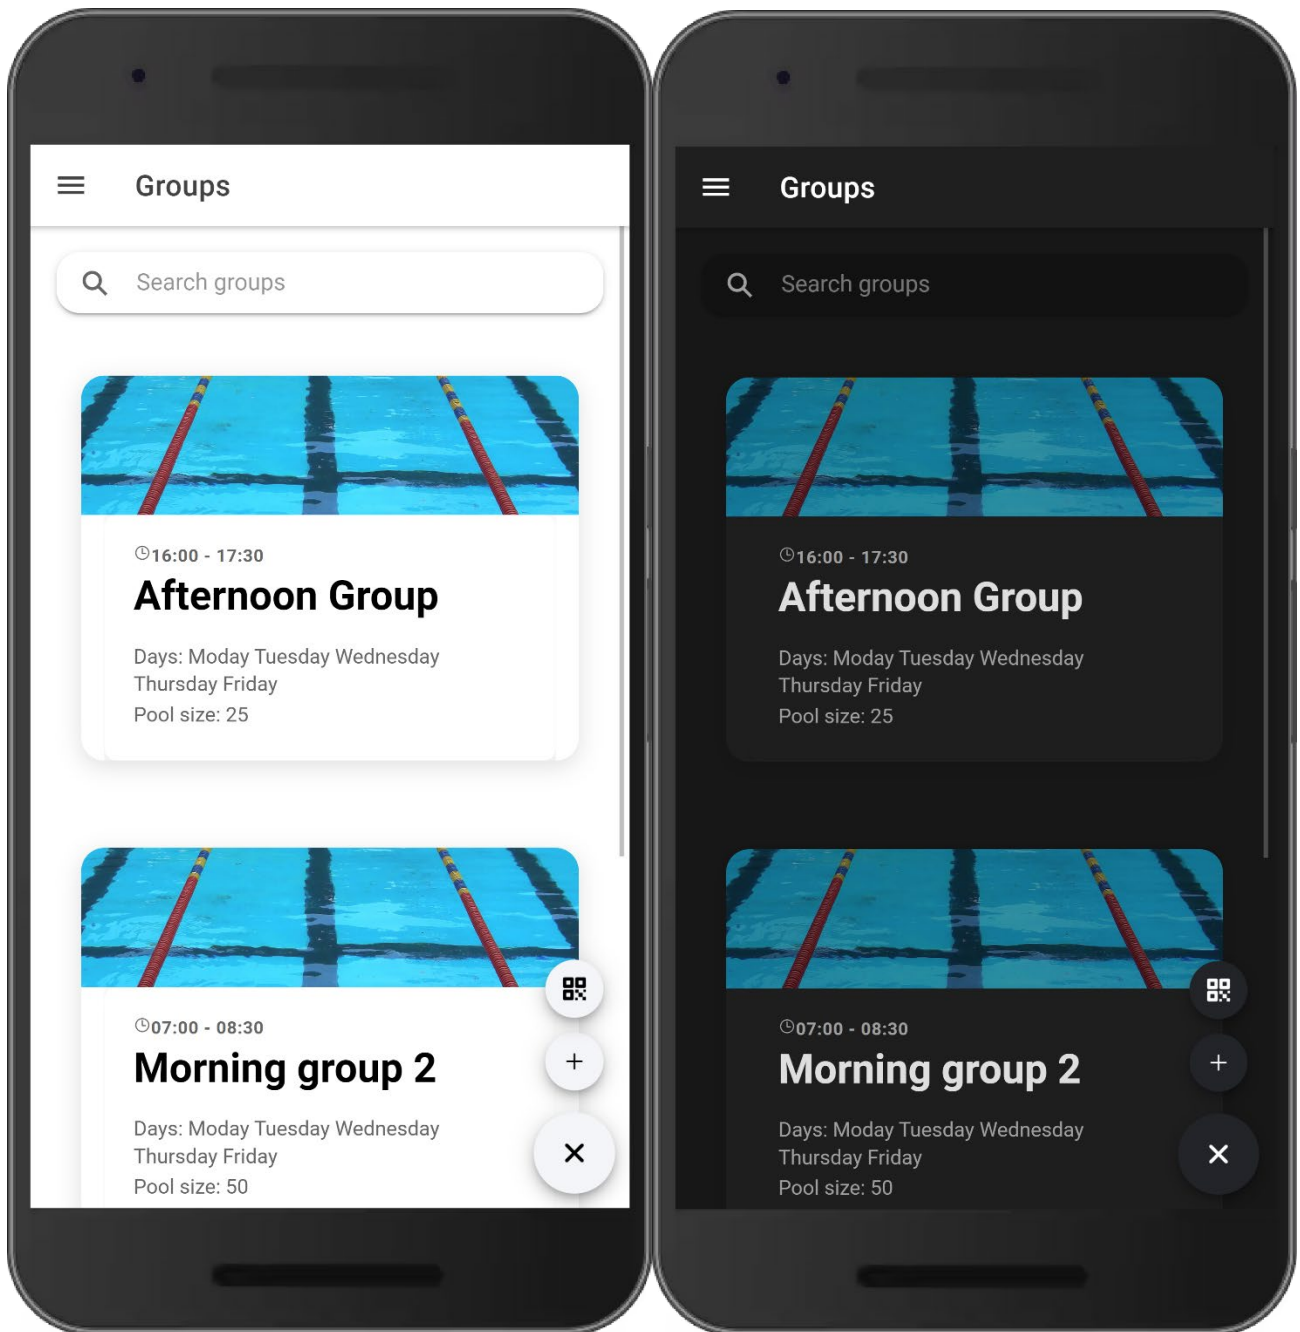 Groups
Search groups
16:00 - 17:30
Afternoon Group
Days: Moday Tuesday Wednesday
Thursday Friday
Pool size: 25
07:00 - 08:30
Morning group 2
Days: Moday Tuesday Wednesday
Thursday Friday
Pool size: 50
Groups
Search groups
16:00 - 17:30
Afternoon Group
Days: Moday Tuesday Wednesday
Thursday Friday
Pool size: 25
07:00 - 08:30
Morning group 2
Days: Moday Tuesday Wednesday
Thursday Friday
Pool size: 50